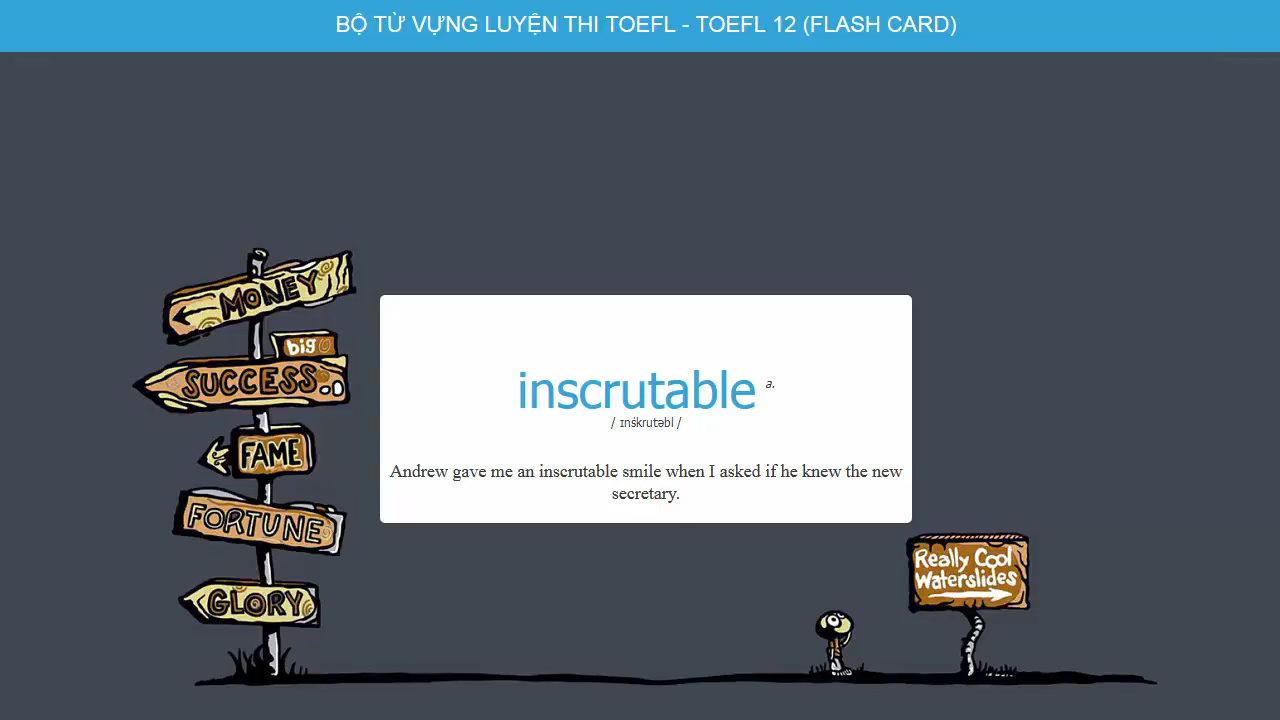 BỘ TỪ VỰNG LUYỆN THI TOEFL - TOEFL 12 (FLASH CARD)
MONEY
big
SUCCESS
FAME
FORTUNE
GLORY
inscrutable a.
/ ɪnˈskrutəbl /
Andrew gave me an inscrutable smile when I asked if he knew the new
secretary.
Really Cool
Waterslides